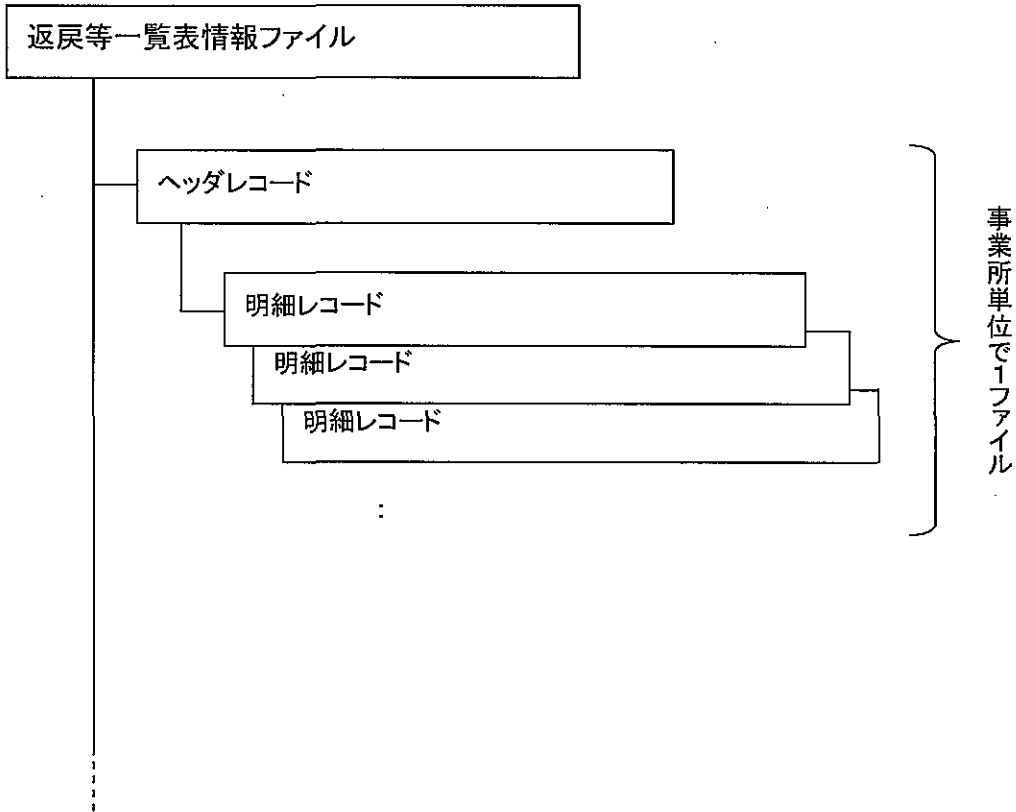 返戻等一覧表情報ファイル
ヘッダレコード
明細レコード
明細レコード
明細レコード
:
事業所単位で1ファイル